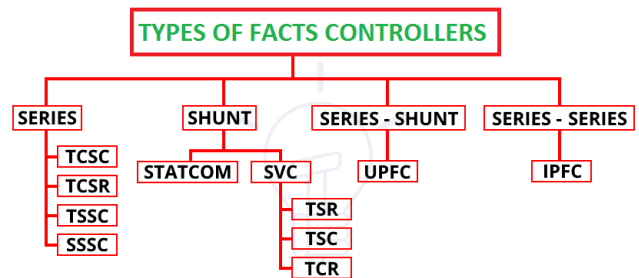 TYPES OF FACTS CONTROLLERS
SERIES
SHUNT
SERIES - SHUNT
SERIES - SERIES
TCSC
TCSR
TSSC
SSSC
STATCOM
SVC
TSR
TSC
TCR
UPFC
IPFC